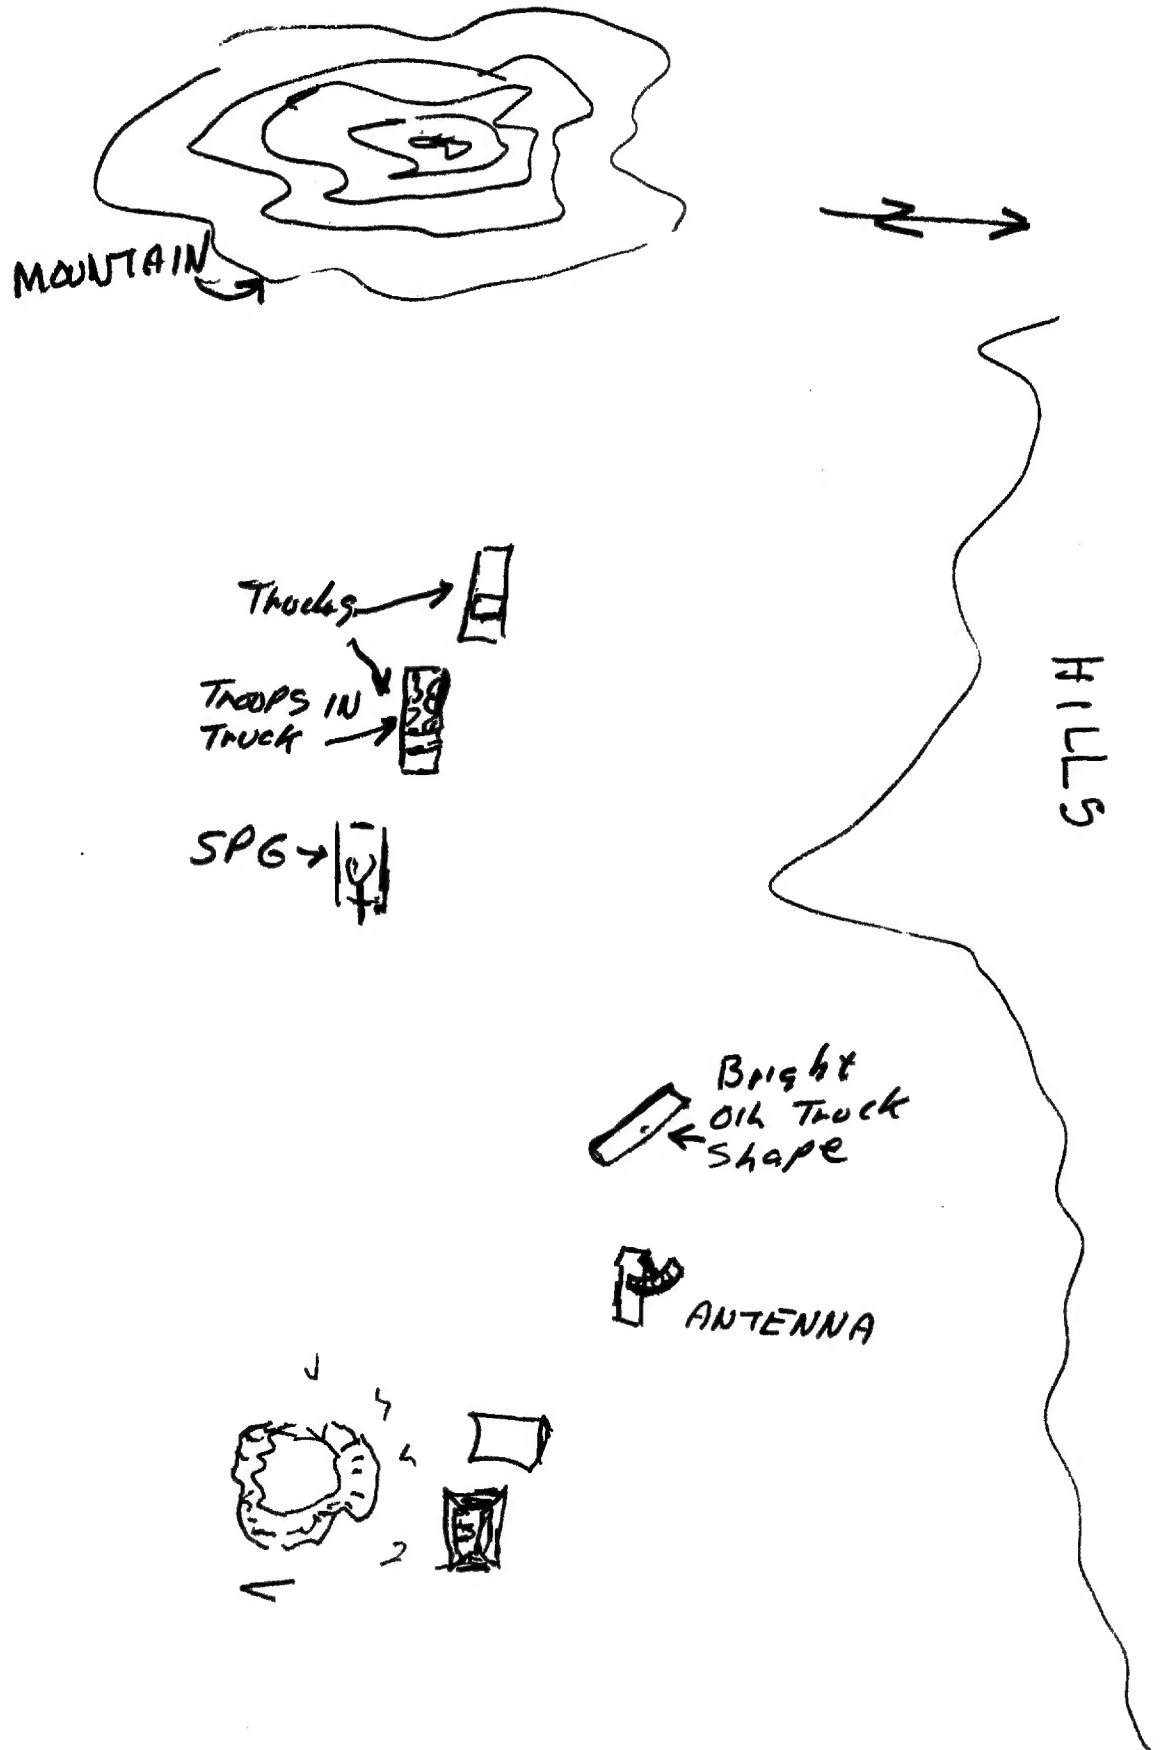 MOUNTAIN
Trucks
TROOPS IN
TRUCK
SPG
HILLS
Bright
OIL Truck
Shape
ANTENNA